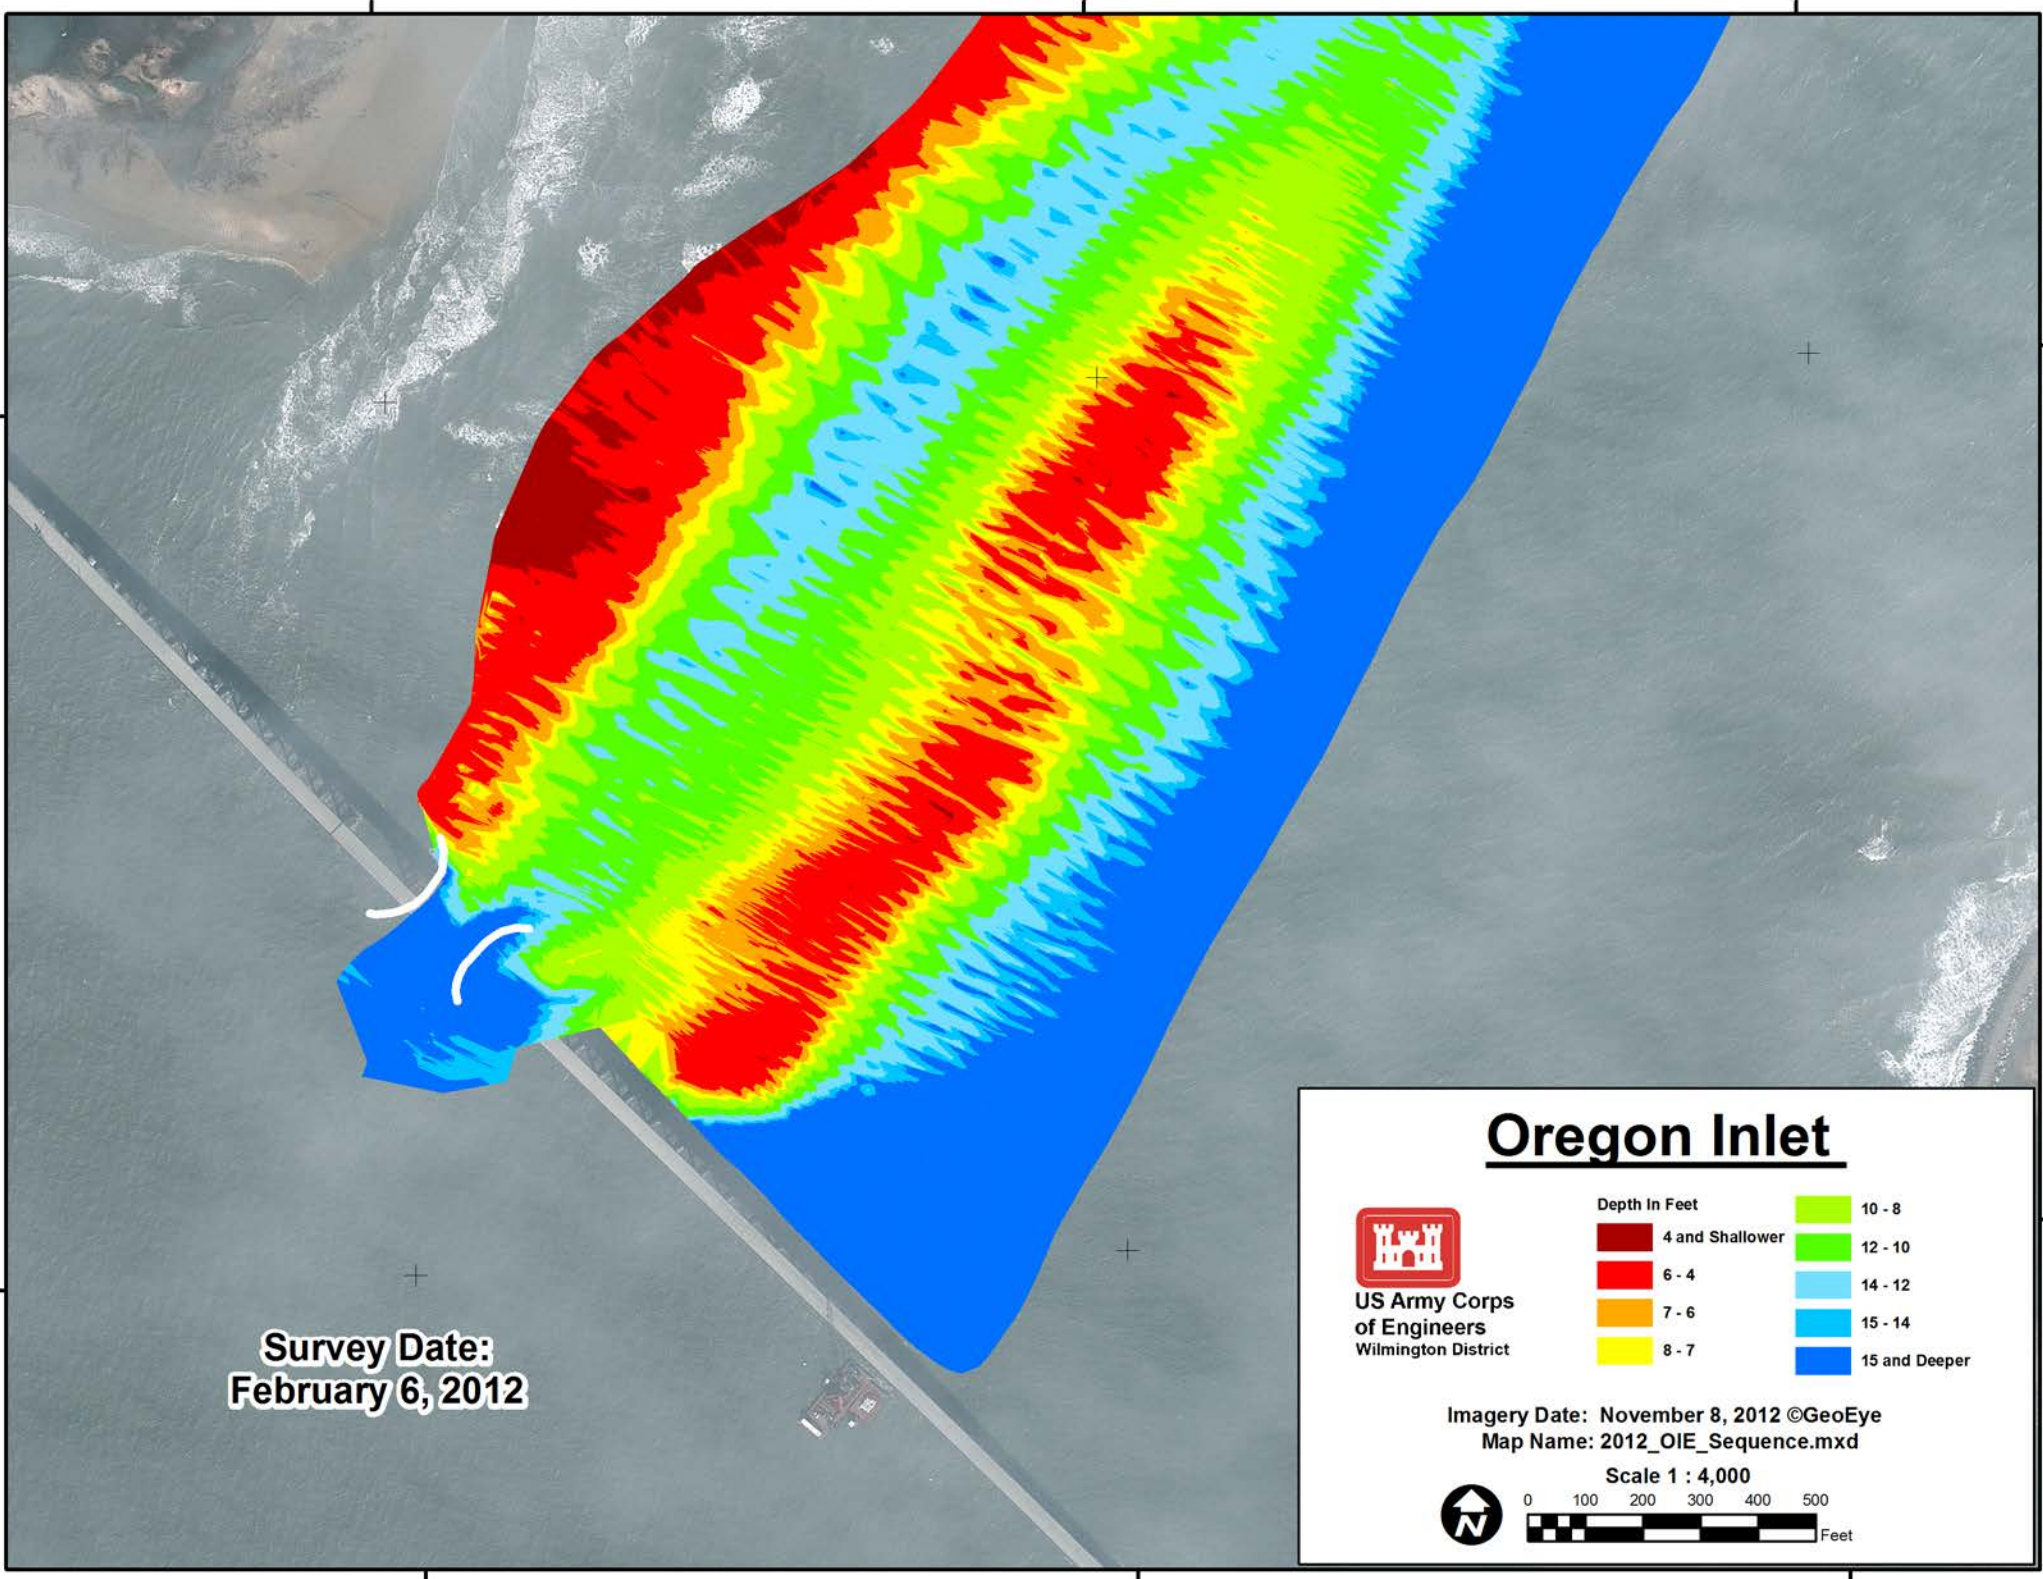 Survey Date:
February 6, 2012
Oregon Inlet
US Army Corps
of Engineers
Wilmington District
Depth In Feet
4 and Shallower
6 - 4
7 - 6
8 - 7
10 - 8
12 - 10
14 - 12
15 - 14
15 and Deeper
Imagery Date: November 8, 2012 ©GeoEye
Map Name: 2012_OIE_Sequence.mxd
Scale 1 : 4,000
N
0 100 200 300 400 500
Feet